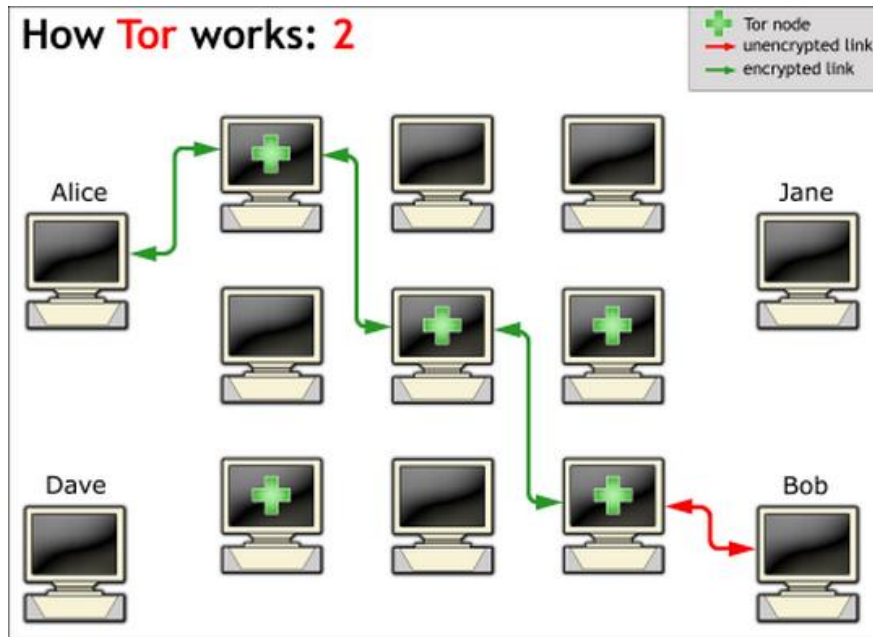 How Tor works: 2
Tor node
unencrypted link
encrypted link
Alice
Jane
Dave
Bob